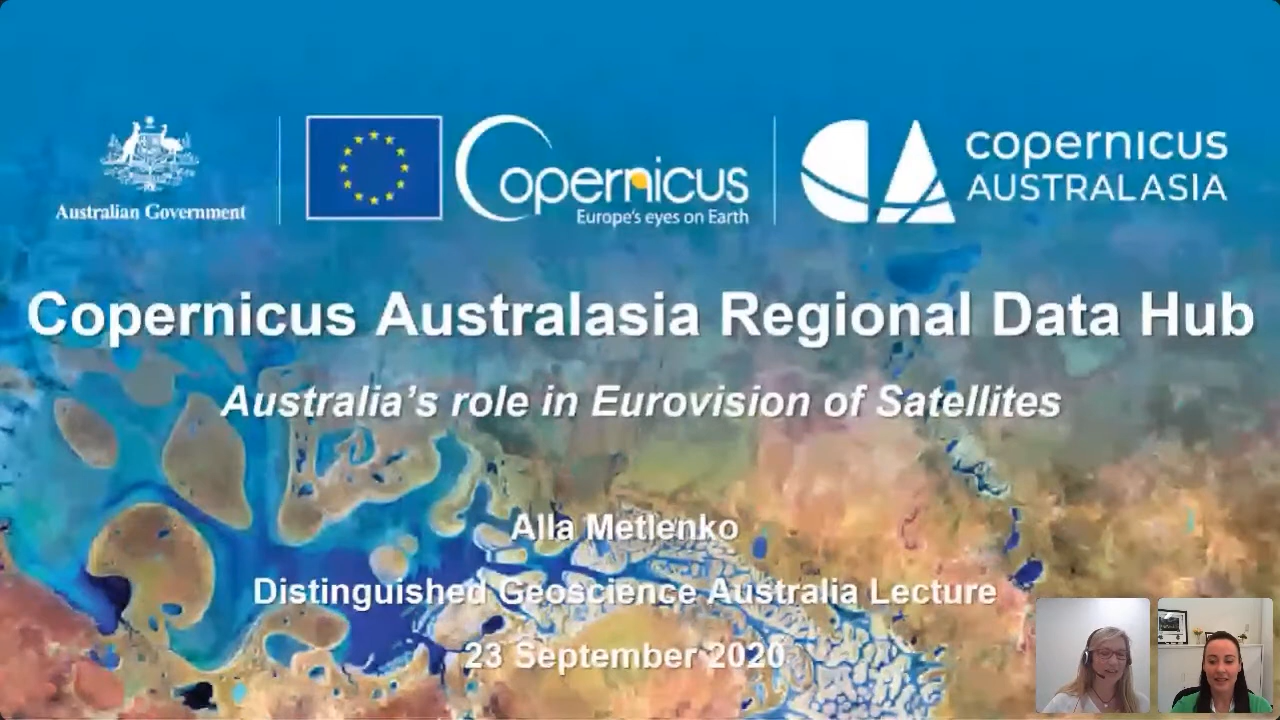 Australian Government
Copernicus
Europe's eyes on Earth
copernicus
AUSTRALASIA
Copernicus Australasia Regional Data Hub
Australia's role in Eurovision of Satellites
Alla Metlenko
Distinguished Geoscience Australia Lecture
23 September 2020